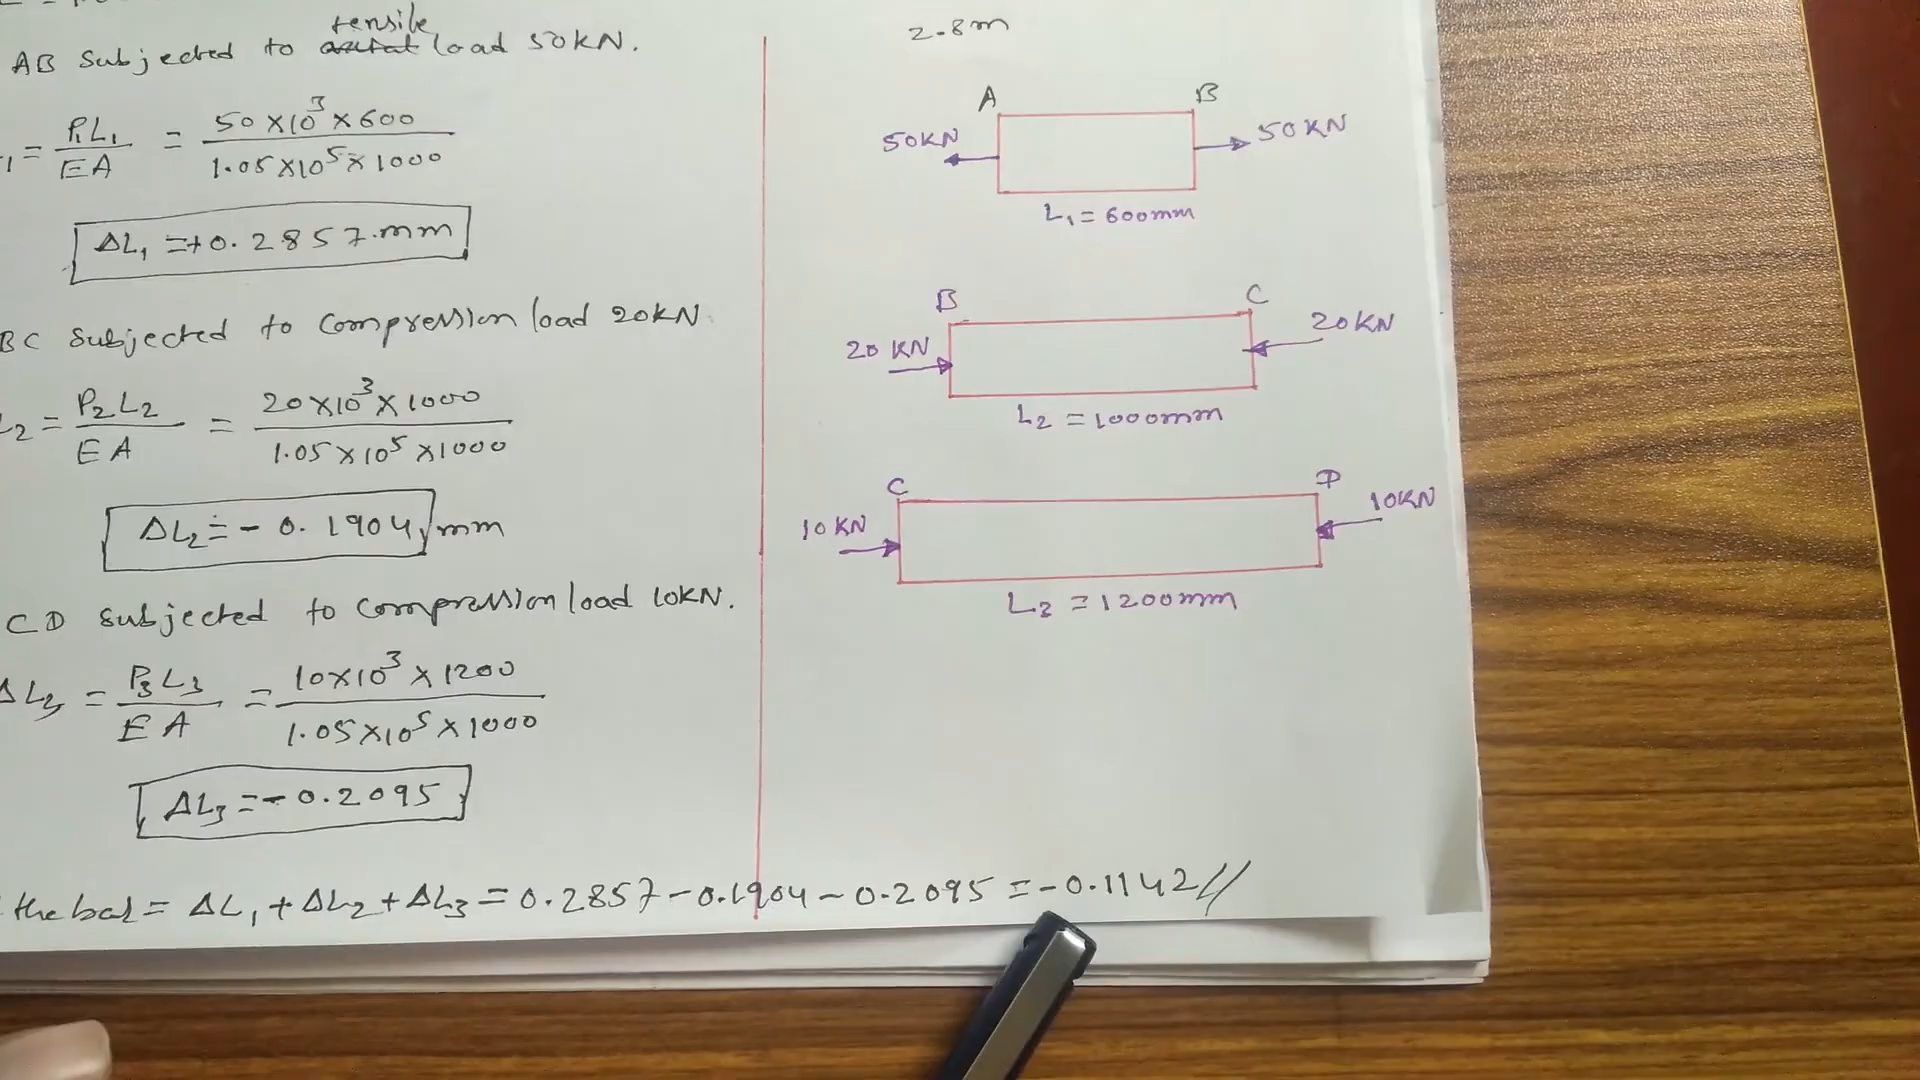 AB Subjected to tensile load 50KN.
1 = P₁L₁/EA = 50×10³×600/1.05×10⁵×1000
ΔL₁ = +0.2857.mm
BC Subjected to Compression load 20KN.
L₂ = P₂L₂/EA = 20×10³×1000/1.05×10⁵×1000
ΔL₂ = - 0.1904 mm
CD Subjected to Compression load 10KN.
ΔL₃ = P₃L₃/EA = 10×10³×1200/1.05×10⁵×1000
ΔL₃ = -0.2095
the bar = ΔL₁ + ΔL₂ + ΔL₃ = 0.2857 - 0.1904 - 0.2095 = -0.1142//
2.8m
A B
50KN 50KN
L₁ = 600mm
B C
20 KN 20KN
L₂ = 1000mm
C D
10 KN 10KN
L₃ = 1200mm